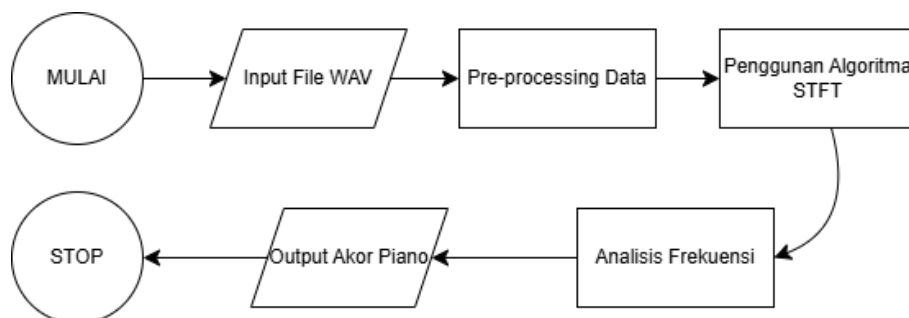 MULAI
Input File WAV
Pre-processing Data
Penggunan Algoritma
STFT
Analisis Frekuensi
Output Akor Piano
STOP